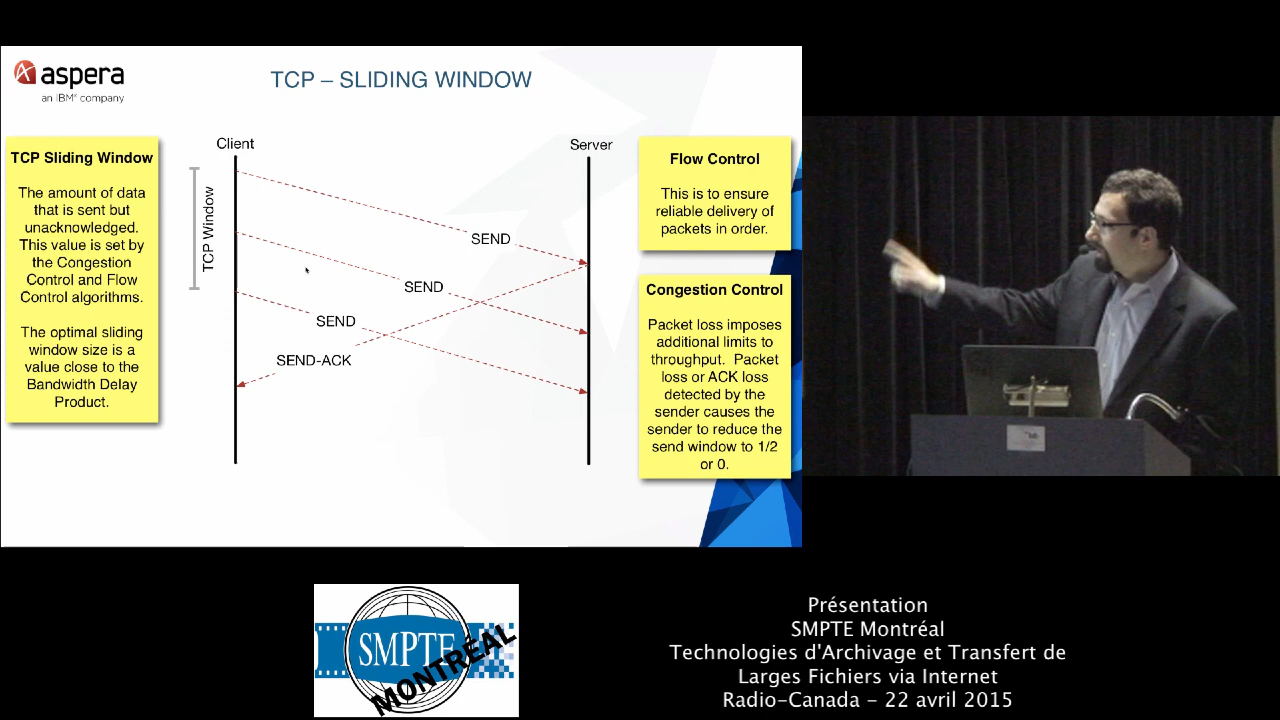 aspera
an IBM® company
TCP – SLIDING WINDOW
TCP Sliding Window
The amount of data
that is sent but
unacknowledged.
This value is set by
the Congestion
Control and Flow
Control algorithms.
The optimal sliding
window size is a
value close to the
Bandwidth Delay
Product.
Client
Server
TCP Window
SEND
SEND
SEND
SEND-ACK
Flow Control
This is to ensure
reliable delivery of
packets in order.
Congestion Control
Packet loss imposes
additional limits to
throughput. Packet
loss or ACK loss
detected by the
sender causes the
sender to reduce the
send window to 1/2
or 0.
SMPTE
MONTRÉAL
Présentation
SMPTE Montréal
Technologies d'Archivage et Transfert de
Larges Fichiers via Internet
Radio-Canada – 22 avril 2015